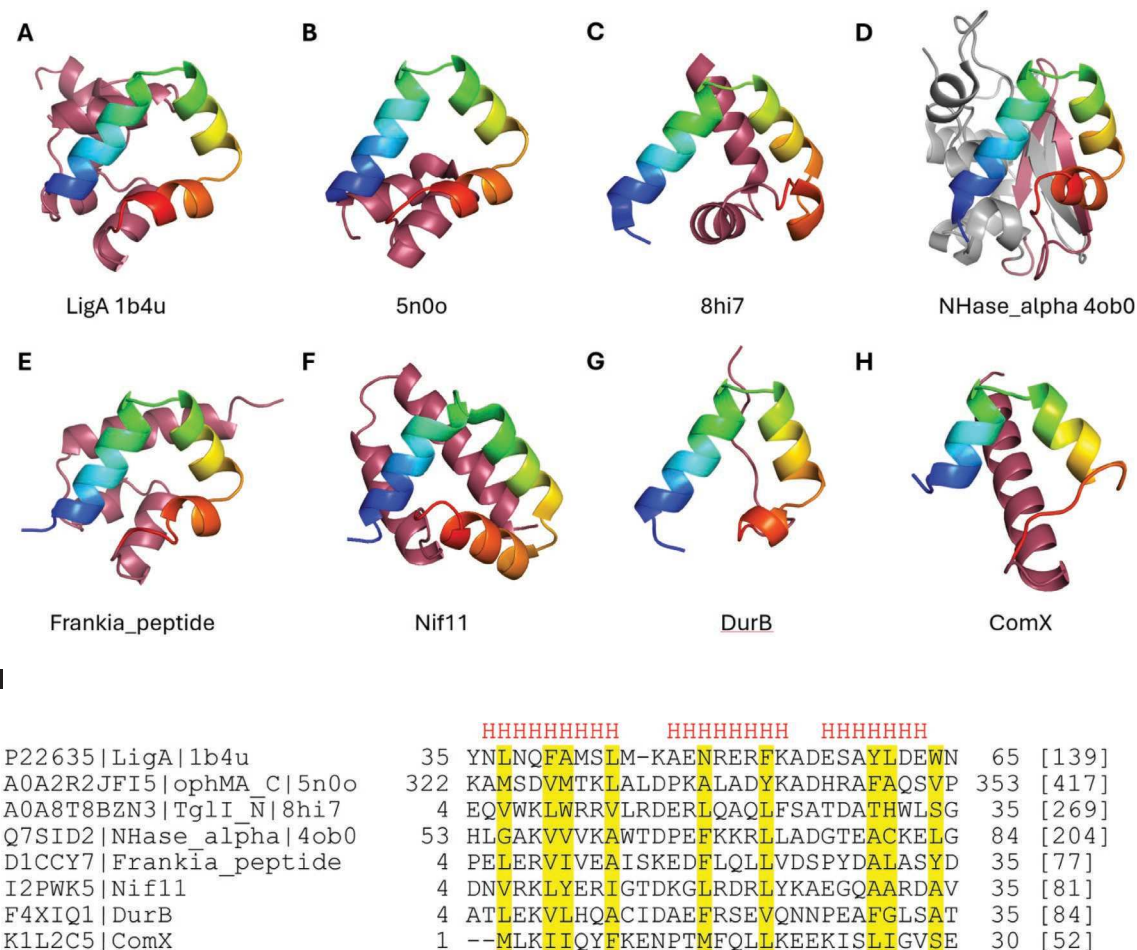 A B C D
LigA 1b4u 5n0o 8hi7 NHase_alpha 4ob0
E F G H
Frankia_peptide Nif11 DurB ComX
I
HHHHHHHHH HHHHHHHH HHHHHHH
P22635|LigA|1b4u 35 YNLNQFAMSLM-KAENRERFKADESAYLDEWN 65 [139]
A0A2R2JFI5|ophMA_C|5n0o 322 KAMSDVMTKLALDPKALADYKADHRAFAQSVP 353 [417]
A0A8T8BZN3|TglI_N|8hi7 4 EQVWKLWRRVLRDERLQAQLFSATDATHWLSG 35 [269]
Q7SID2|NHase_alpha|4ob0 53 HLGAKVVVKAWTDPEFKKRLLADGTEACKELG 84 [204]
D1CCY7|Frankia_peptide 4 PELERVIVEAISKEDFLQLLVDSPYDALASYD 35 [77]
I2PWK5|Nif11 4 DNVRKLYERIGTDKGLRDRLYKAEGQAARDAV 35 [81]
F4XIQ1|DurB 4 ATLEKVLHQACIDAEFRSEVQNNPEAFGLSAT 35 [84]
K1L2C5|ComX 1 --MLKIIQYFKENPTMFQLLKEEKISLIGVSE 30 [52]